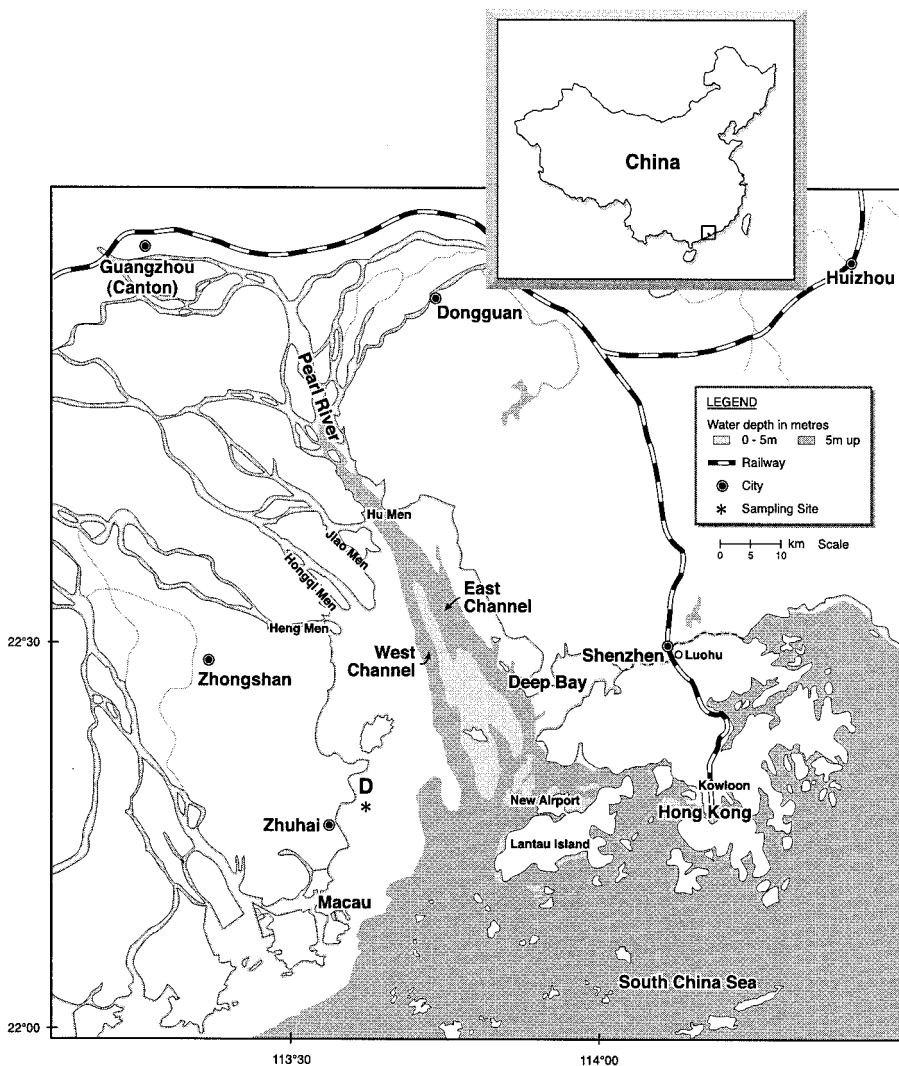 China
Guangzhou
(Canton)
Huizhou
Dongguan
Pearl River
LEGEND
Water depth in metres
0 - 5m 5m up
Railway
City
* Sampling Site
0 5 10 km Scale
Hu Men
Jiao Men
Hongqi Men
Heng Men
East
Channel
West
Channel
22°30
Shenzhen
Luohu
Zhongshan
Deep Bay
D
*
New Airport
Kowloon
Hong Kong
Zhuhai
Lantau Island
Macau
South China Sea
22°00
113°30
114°00